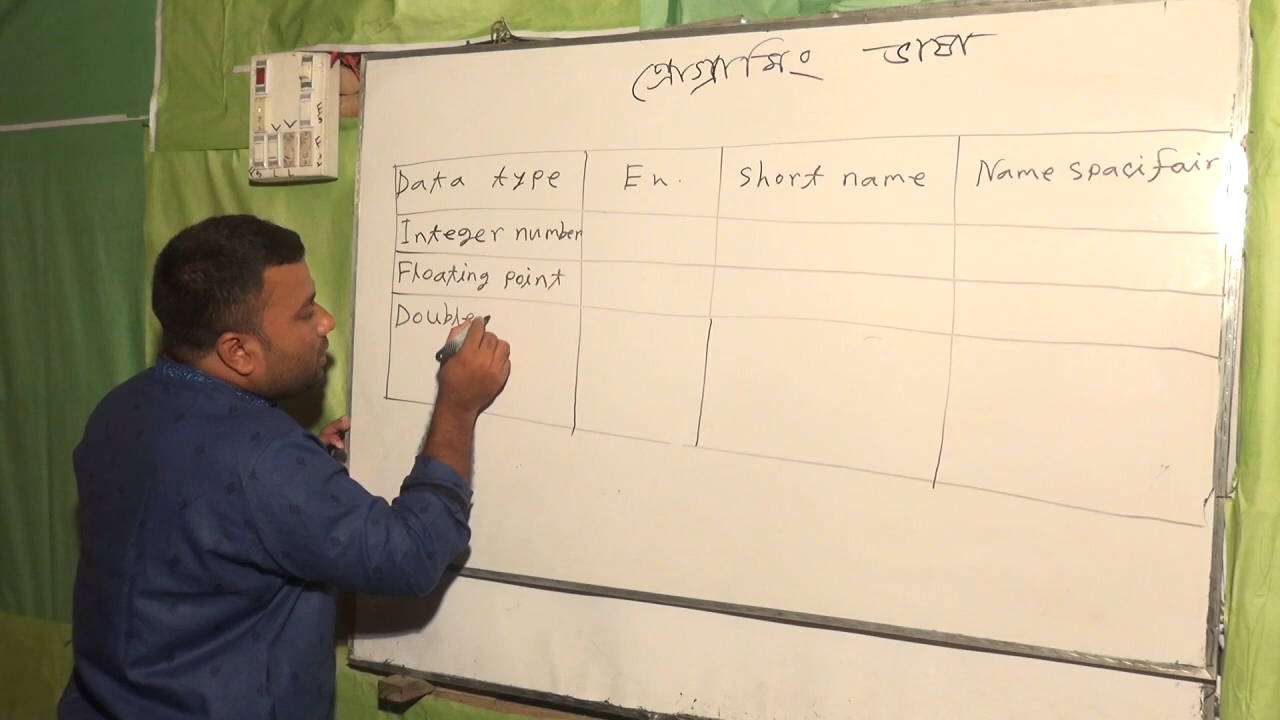 প্রোগ্রামিং ভাষা
Data type En. Short name Name spacifair
Integer number
Floating point
Double